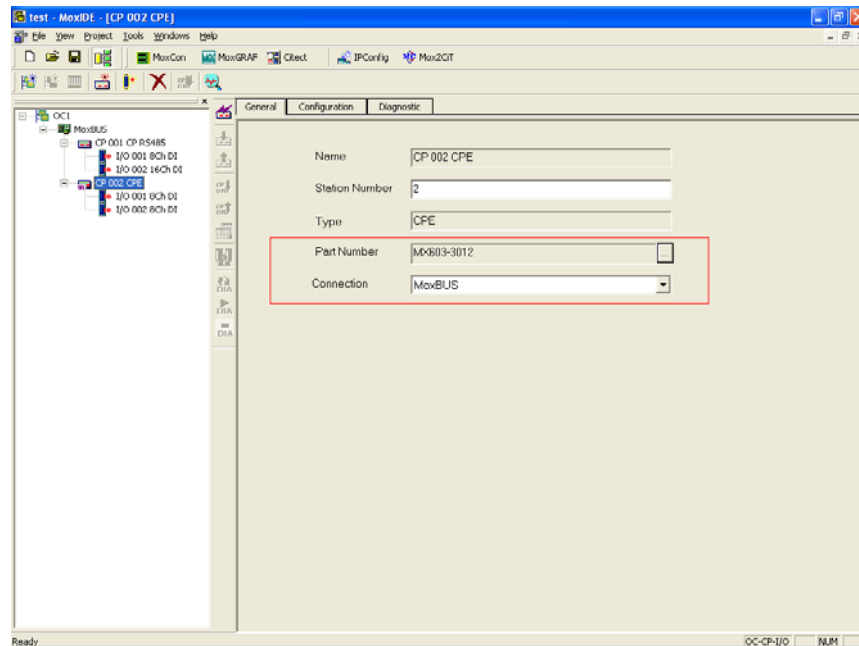 test - MoxIDE - [CP 002 CPE]
File View Project Tools Windows Help
MoxCon MoxGRAF Citect IPConfig Mox2CiT
OC1
MoxBUS
CP 001 CP RS485
I/O 001 8Ch DI
I/O 002 16Ch DI
CP 002 CPE
I/O 001 8Ch DI
I/O 002 8Ch DI
DIA
DIA
DIA
General Configuration Diagnostic
Name CP 002 CPE
Station Number 2
Type CPE
Part Number MX603-3012 ...
Connection MoxBUS
Ready OC-CP-I/O NUM